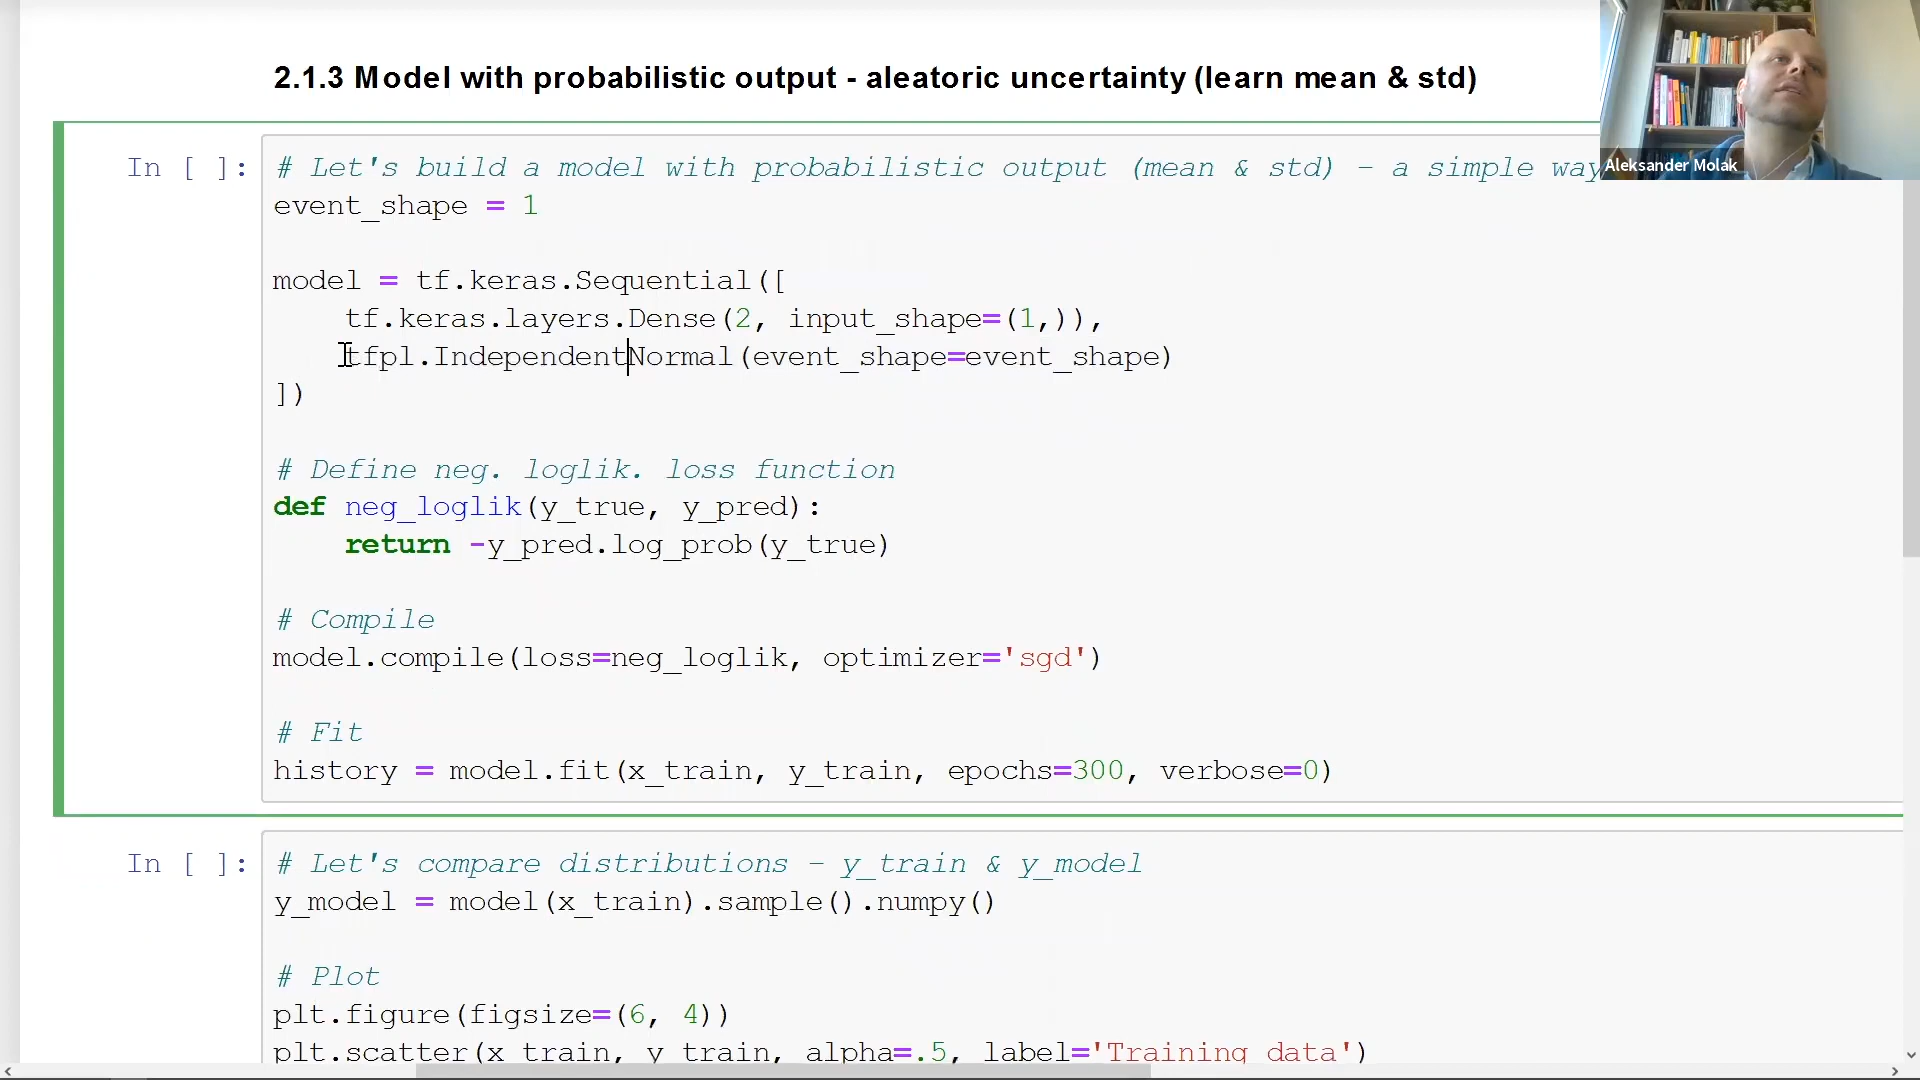 2.1.3 Model with probabilistic output - aleatoric uncertainty (learn mean & std)
Aleksander Molak
In [ ]:
# Let's build a model with probabilistic output (mean & std) – a simple way
event_shape = 1
model = tf.keras.Sequential([
    tf.keras.layers.Dense(2, input_shape=(1,)),
    tfpl.IndependentNormal(event_shape=event_shape)
])
# Define neg. loglik. loss function
def neg_loglik(y_true, y_pred):
    return -y_pred.log_prob(y_true)
# Compile
model.compile(loss=neg_loglik, optimizer='sgd')
# Fit
history = model.fit(x_train, y_train, epochs=300, verbose=0)
In [ ]:
# Let's compare distributions – y_train & y_model
y_model = model(x_train).sample().numpy()
# Plot
plt.figure(figsize=(6, 4))
plt.scatter(x_train, y_train, alpha=.5, label='Training data')